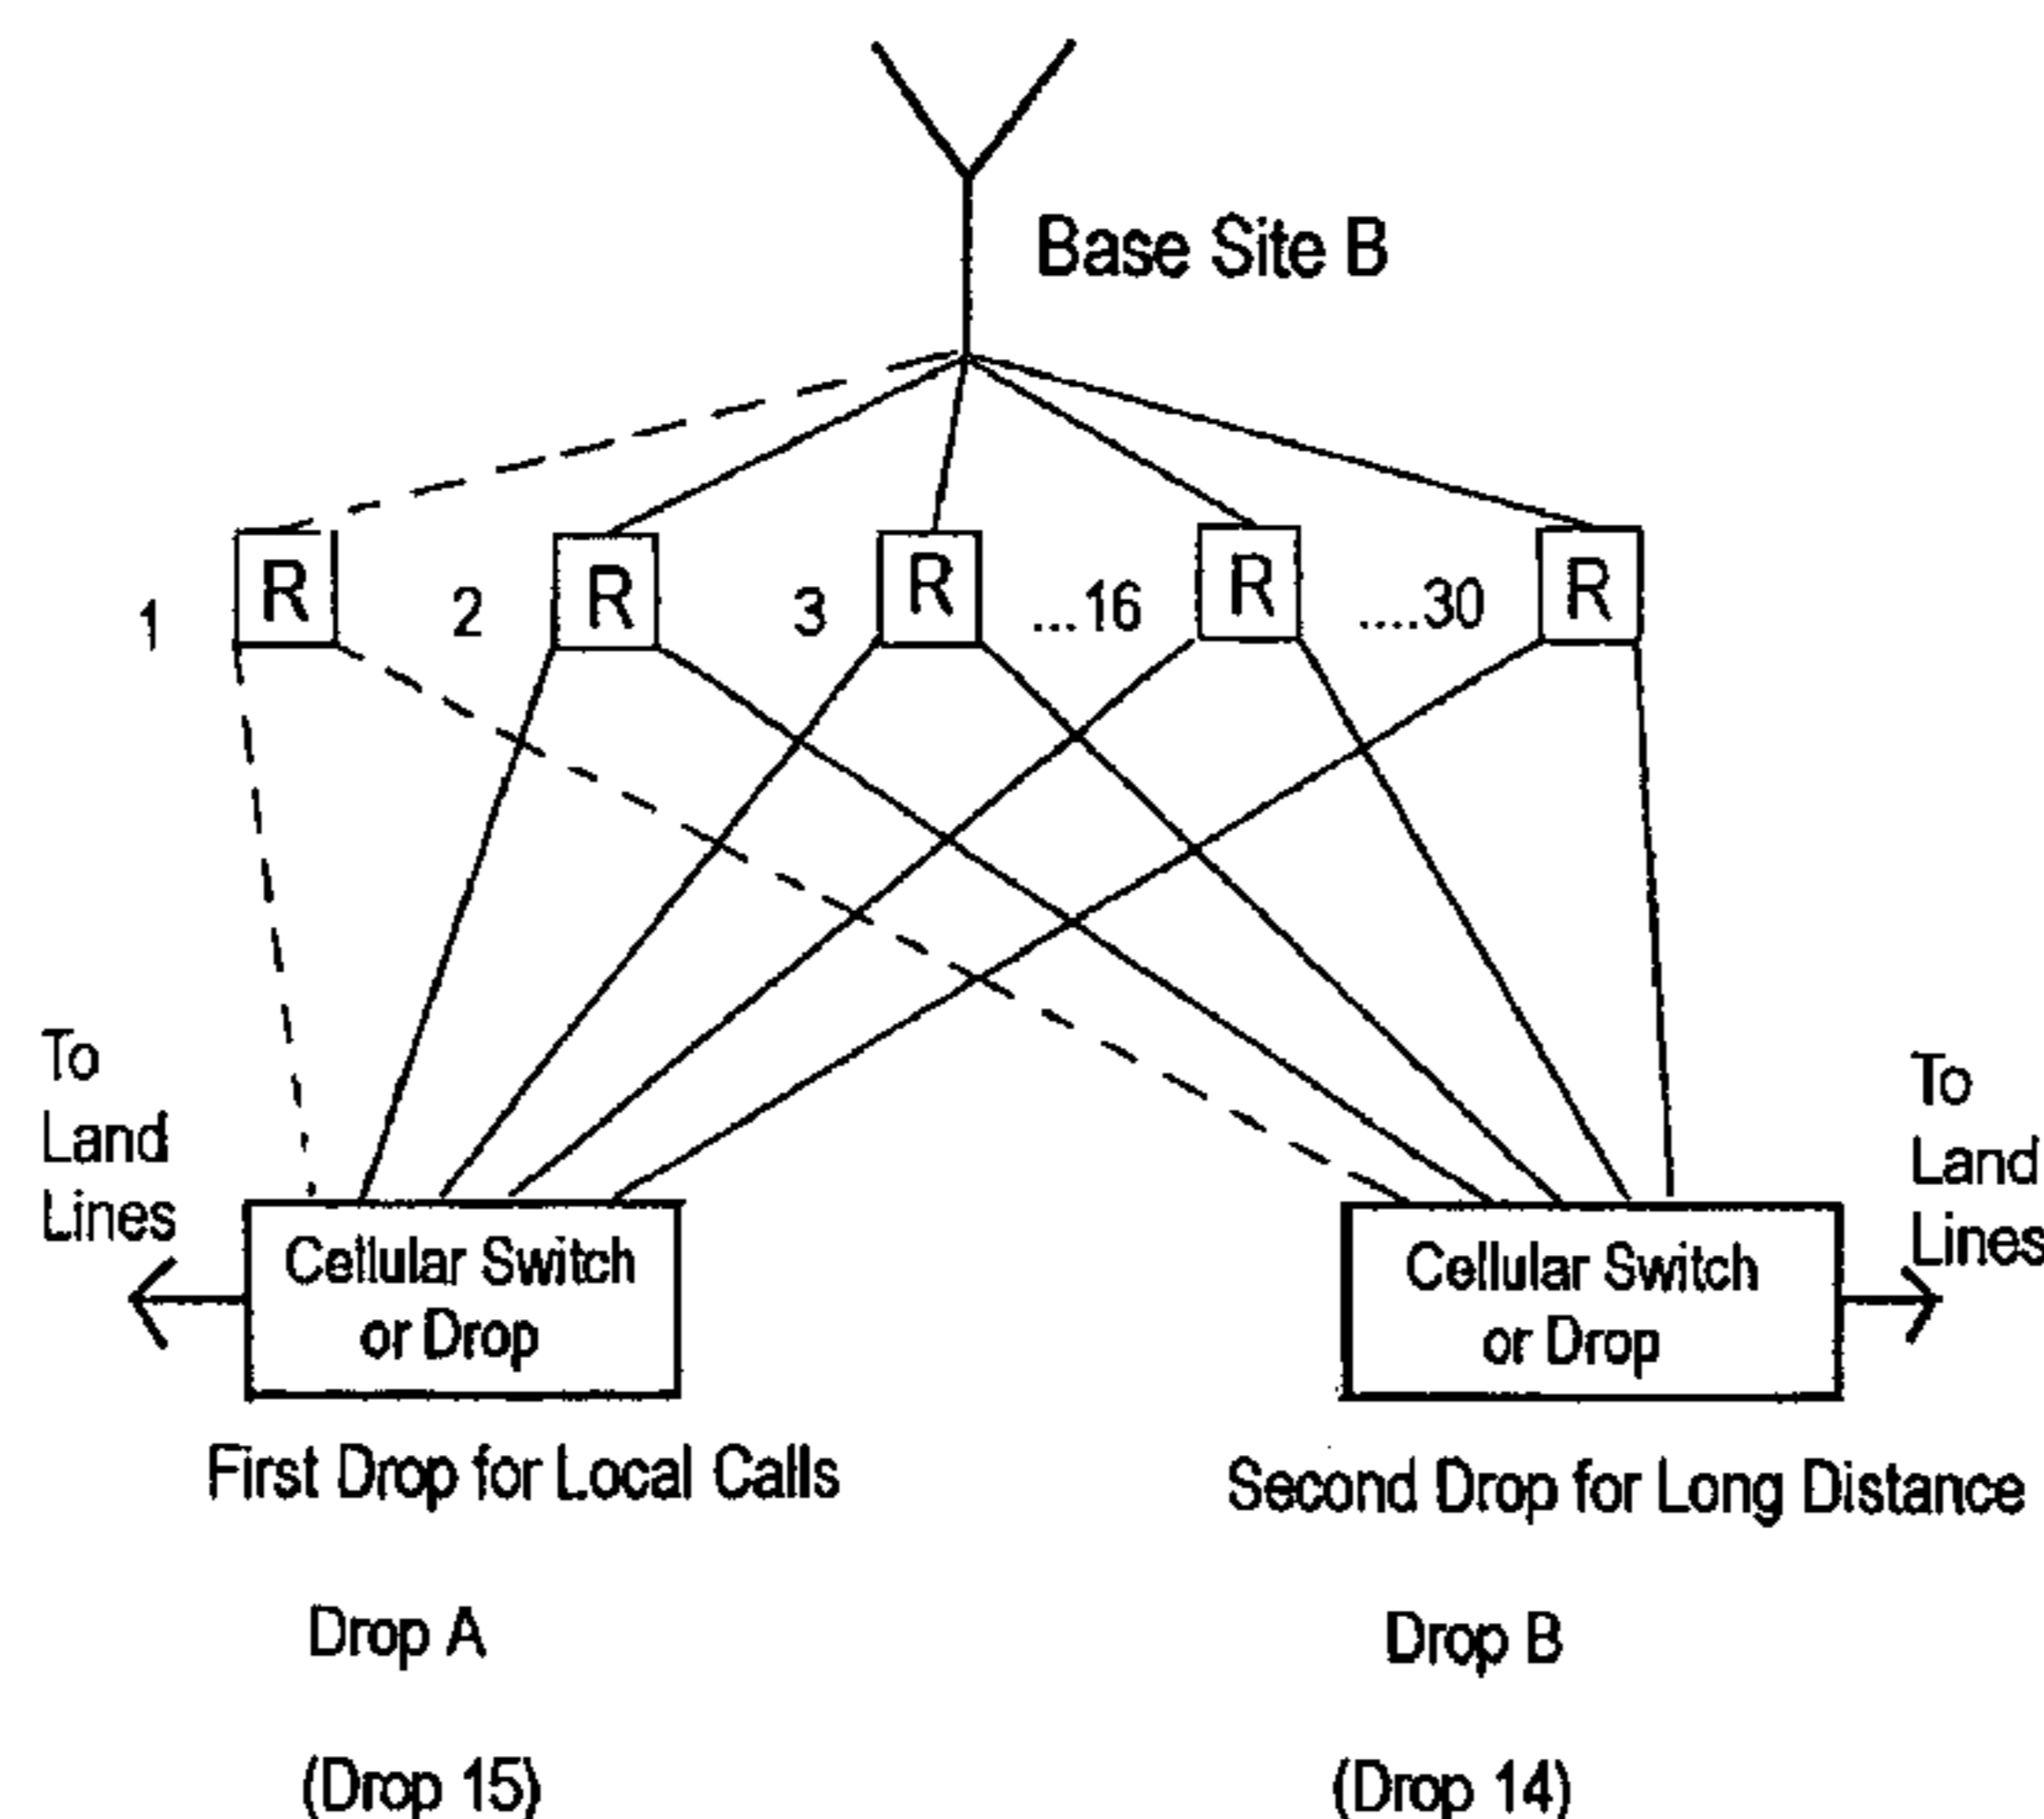 Base Site B
1 R 2 R 3 R ...16 R ....30 R
To
Land
Lines
To
Land
Lines
Cellular Switch
or Drop
Cellular Switch
or Drop
First Drop for Local Calls
Second Drop for Long Distance
Drop A
Drop B
(Drop 15)
(Drop 14)